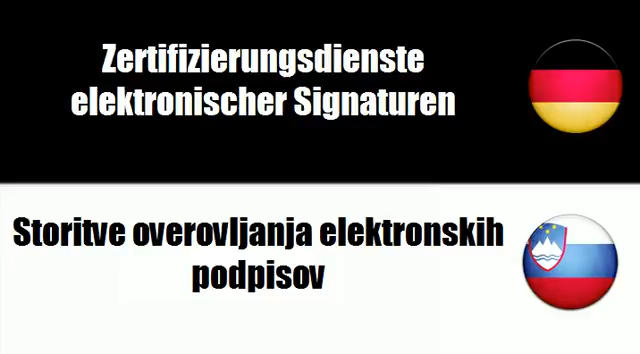 Zertifizierungsdienste
elektronischer Signaturen
Storitve overovljanja elektronskih
podpisov